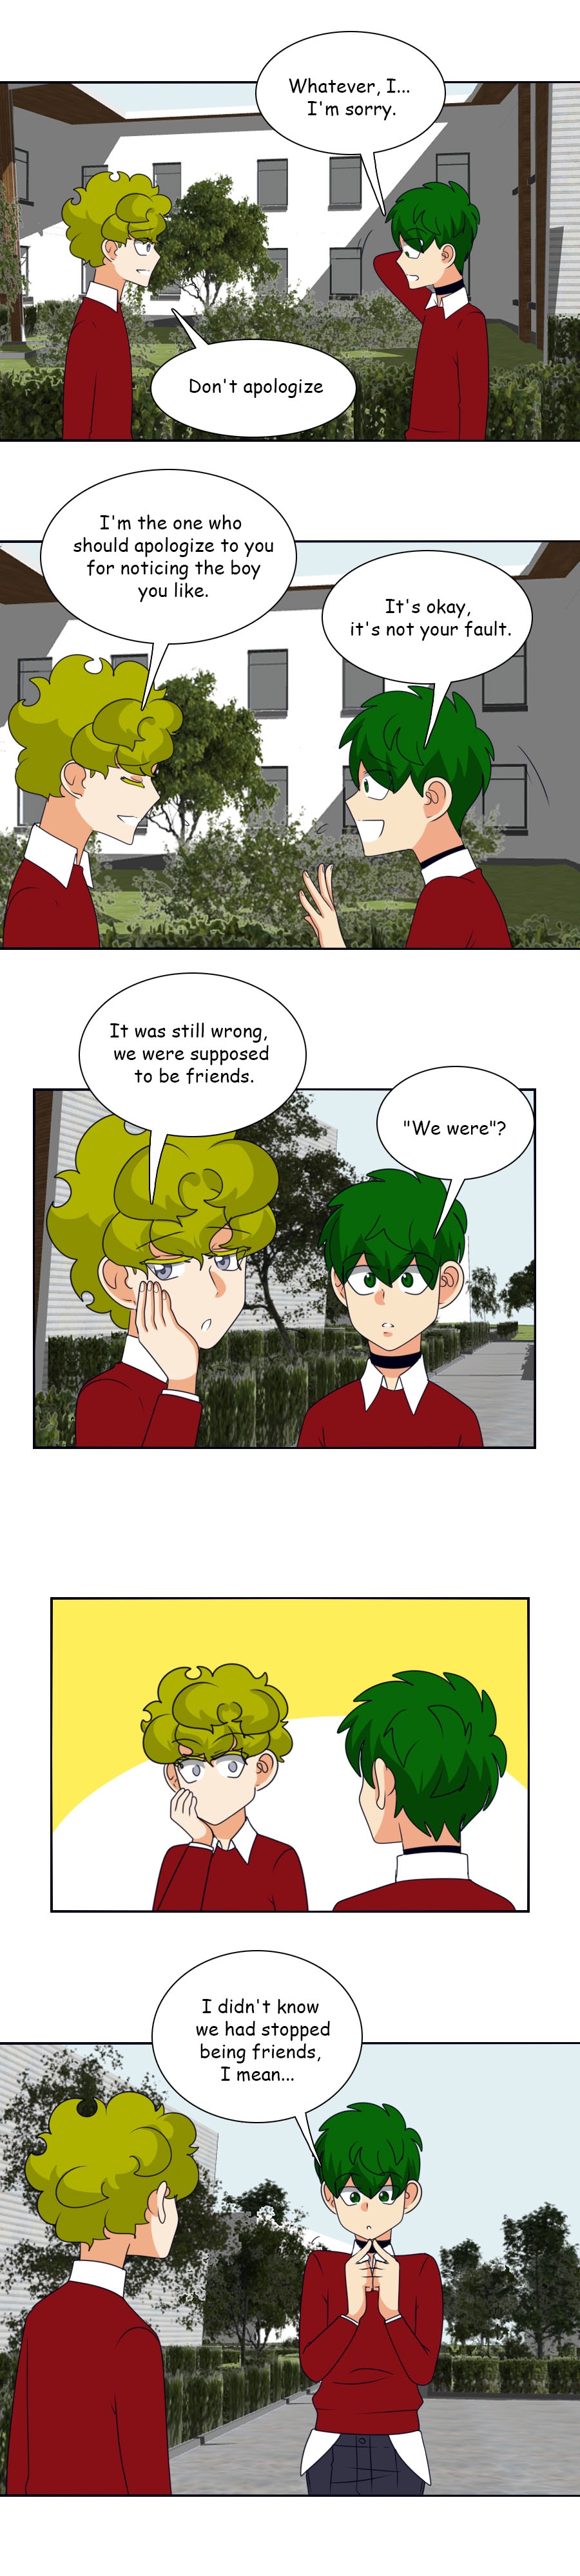 Whatever, I...
I'm sorry.
Don't apologize
I'm the one who
should apologize to you
for noticing the boy
you like.
It's okay,
it's not your fault.
It was still wrong,
we were supposed
to be friends.
"We were"?
I didn't know
we had stopped
being friends,
I mean...